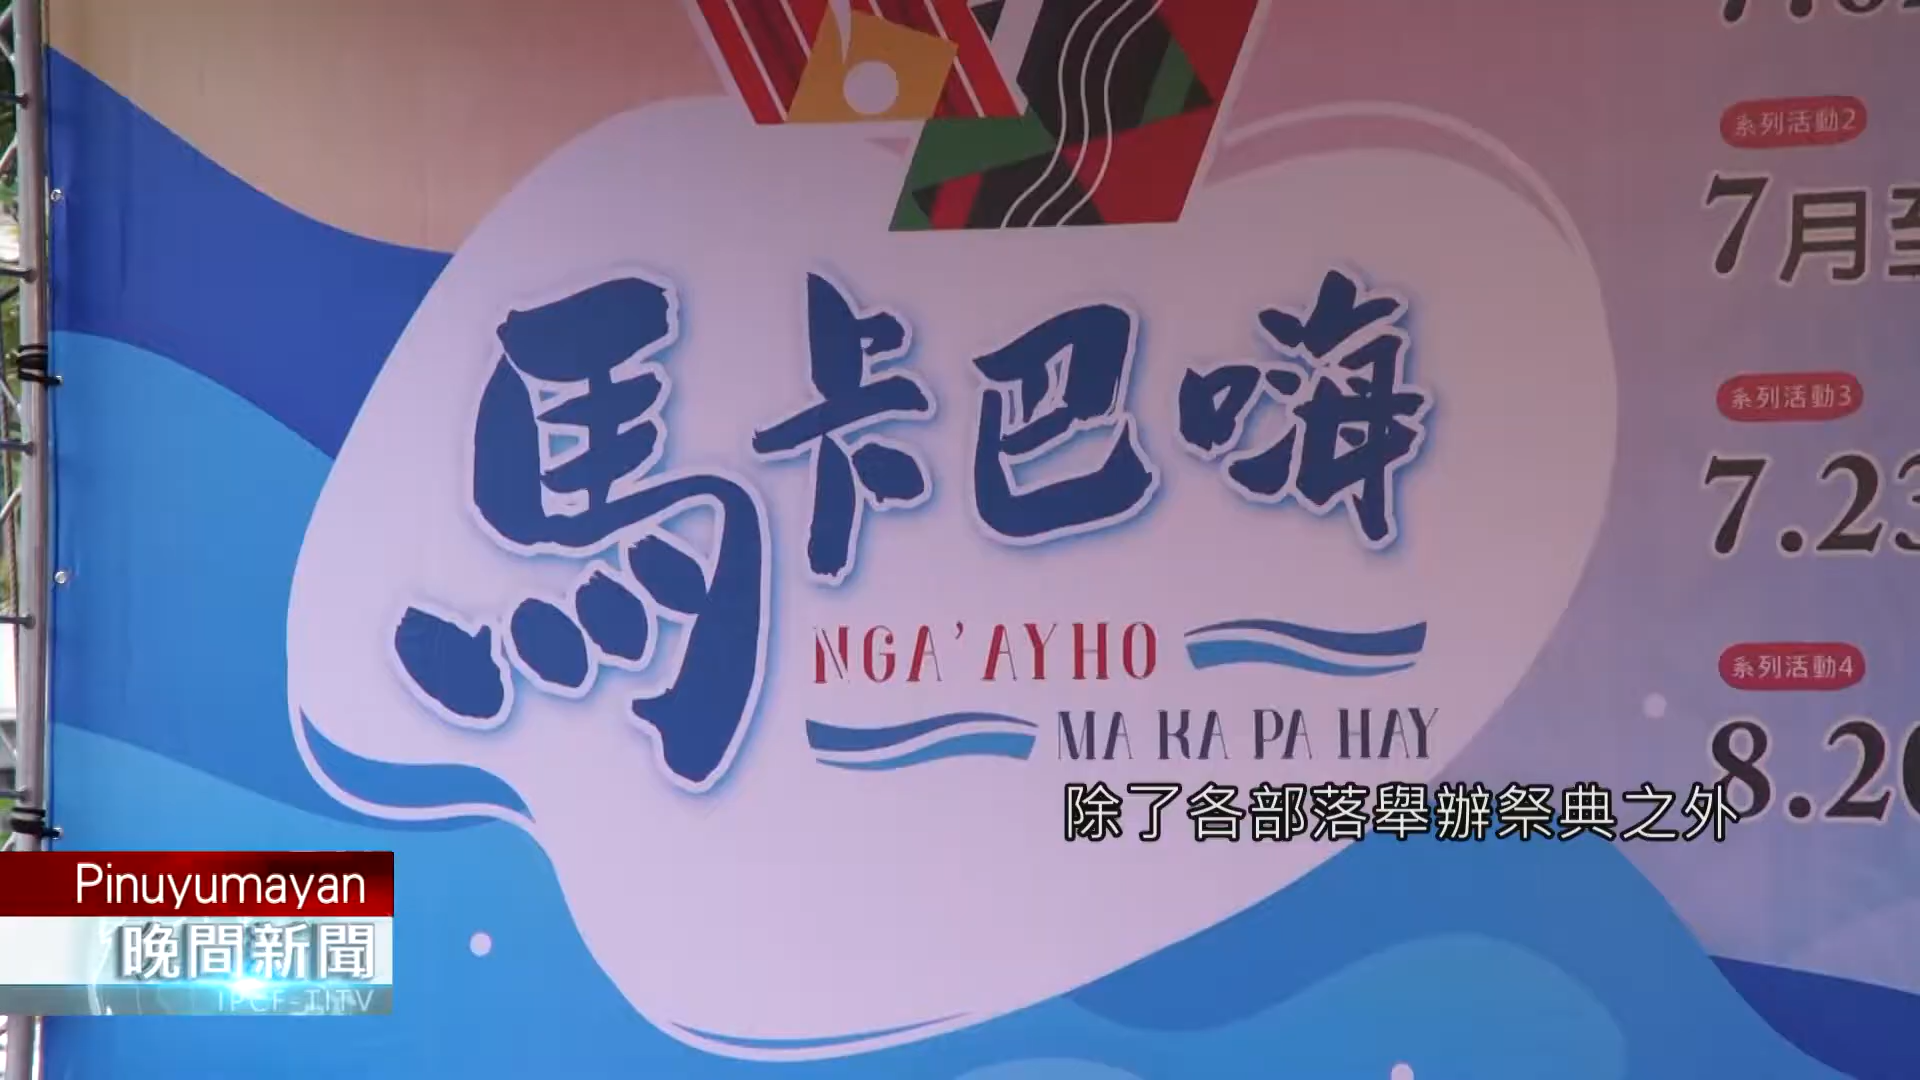 系列活動2
7月至
系列活動3
7.23
系列活動4
8.20
馬卡巴嗨
NGA'AYHO
MA KA PA HAY
除了各部落舉辦祭典之外
Pinuyumayan
晚間新聞
IPCF-TITV